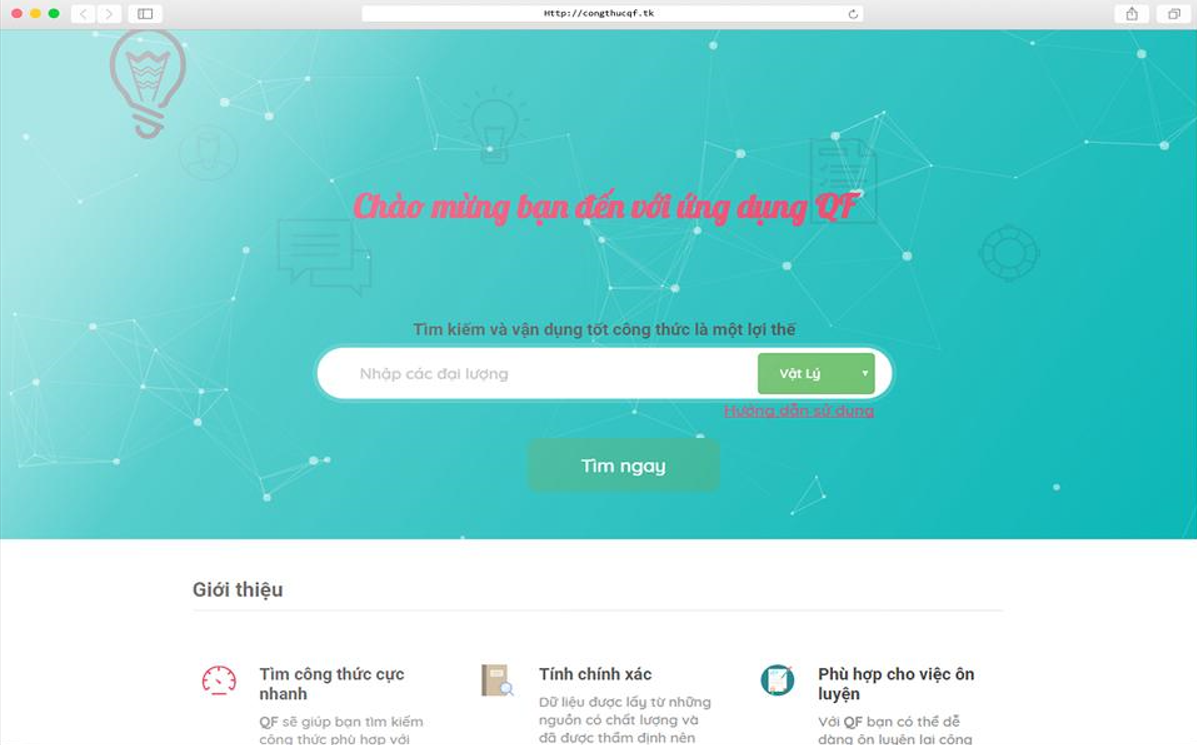 Http://congthucqf.tk
Chào mừng bạn đến với ứng dụng QF
Tìm kiếm và vận dụng tốt công thức là một lợi thế
Nhập các đại lượng
Vật Lý
Hướng dẫn sử dụng
Tìm ngay
Giới thiệu
Tìm công thức cực
nhanh
QF sẽ giúp bạn tìm kiếm
công thức phù hợp với
Tính chính xác
Dữ liệu được lấy từ những
nguồn có chất lượng và
đã được thẩm định nên
Phù hợp cho việc ôn
luyện
Với QF bạn có thể dễ
dàng ôn luyện lại công